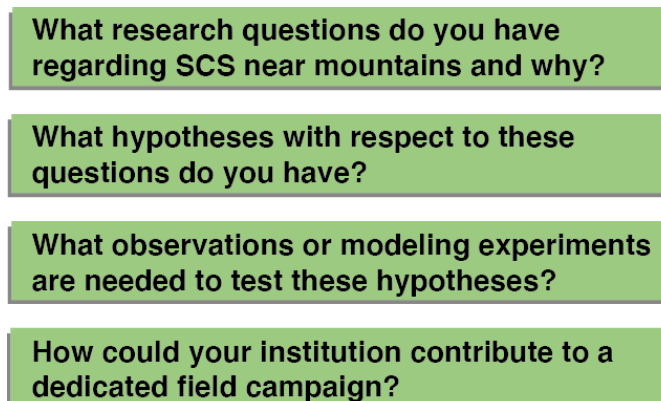 What research questions do you have
regarding SCS near mountains and why?
What hypotheses with respect to these
questions do you have?
What observations or modeling experiments
are needed to test these hypotheses?
How could your institution contribute to a
dedicated field campaign?